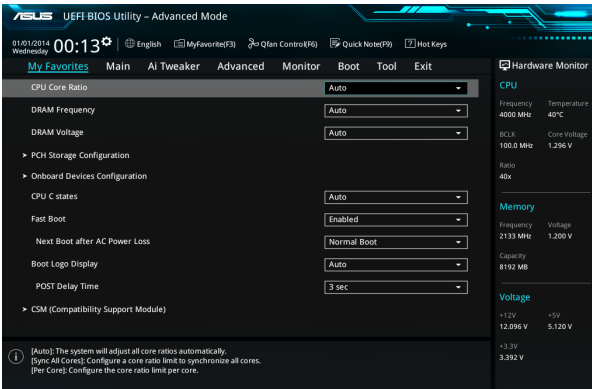 ASUS UEFI BIOS Utility – Advanced Mode
01/01/2014
Wednesday
00:13
English
MyFavorite(F3)
Qfan Control(F6)
Quick Note(F9)
Hot Keys
My Favorites Main Ai Tweaker Advanced Monitor Boot Tool Exit
CPU Core Ratio Auto
DRAM Frequency Auto
DRAM Voltage Auto
> PCH Storage Configuration
> Onboard Devices Configuration
CPU C states Auto
Fast Boot Enabled
Next Boot after AC Power Loss Normal Boot
Boot Logo Display Auto
POST Delay Time 3 sec
> CSM (Compatibility Support Module)
[Auto]: The system will adjust all core ratios automatically.
[Sync All Cores]: Configure a core ratio limit to synchronize all cores.
[Per Core]: Configure the core ratio limit per core.
Hardware Monitor
CPU
Frequency Temperature
4000 MHz 40°C
BCLK Core Voltage
100.0 MHz 1.296 V
Ratio
40x
Memory
Frequency Voltage
2133 MHz 1.200 V
Capacity
8192 MB
Voltage
+12V +5V
12.096 V 5.120 V
+3.3V
3.392 V